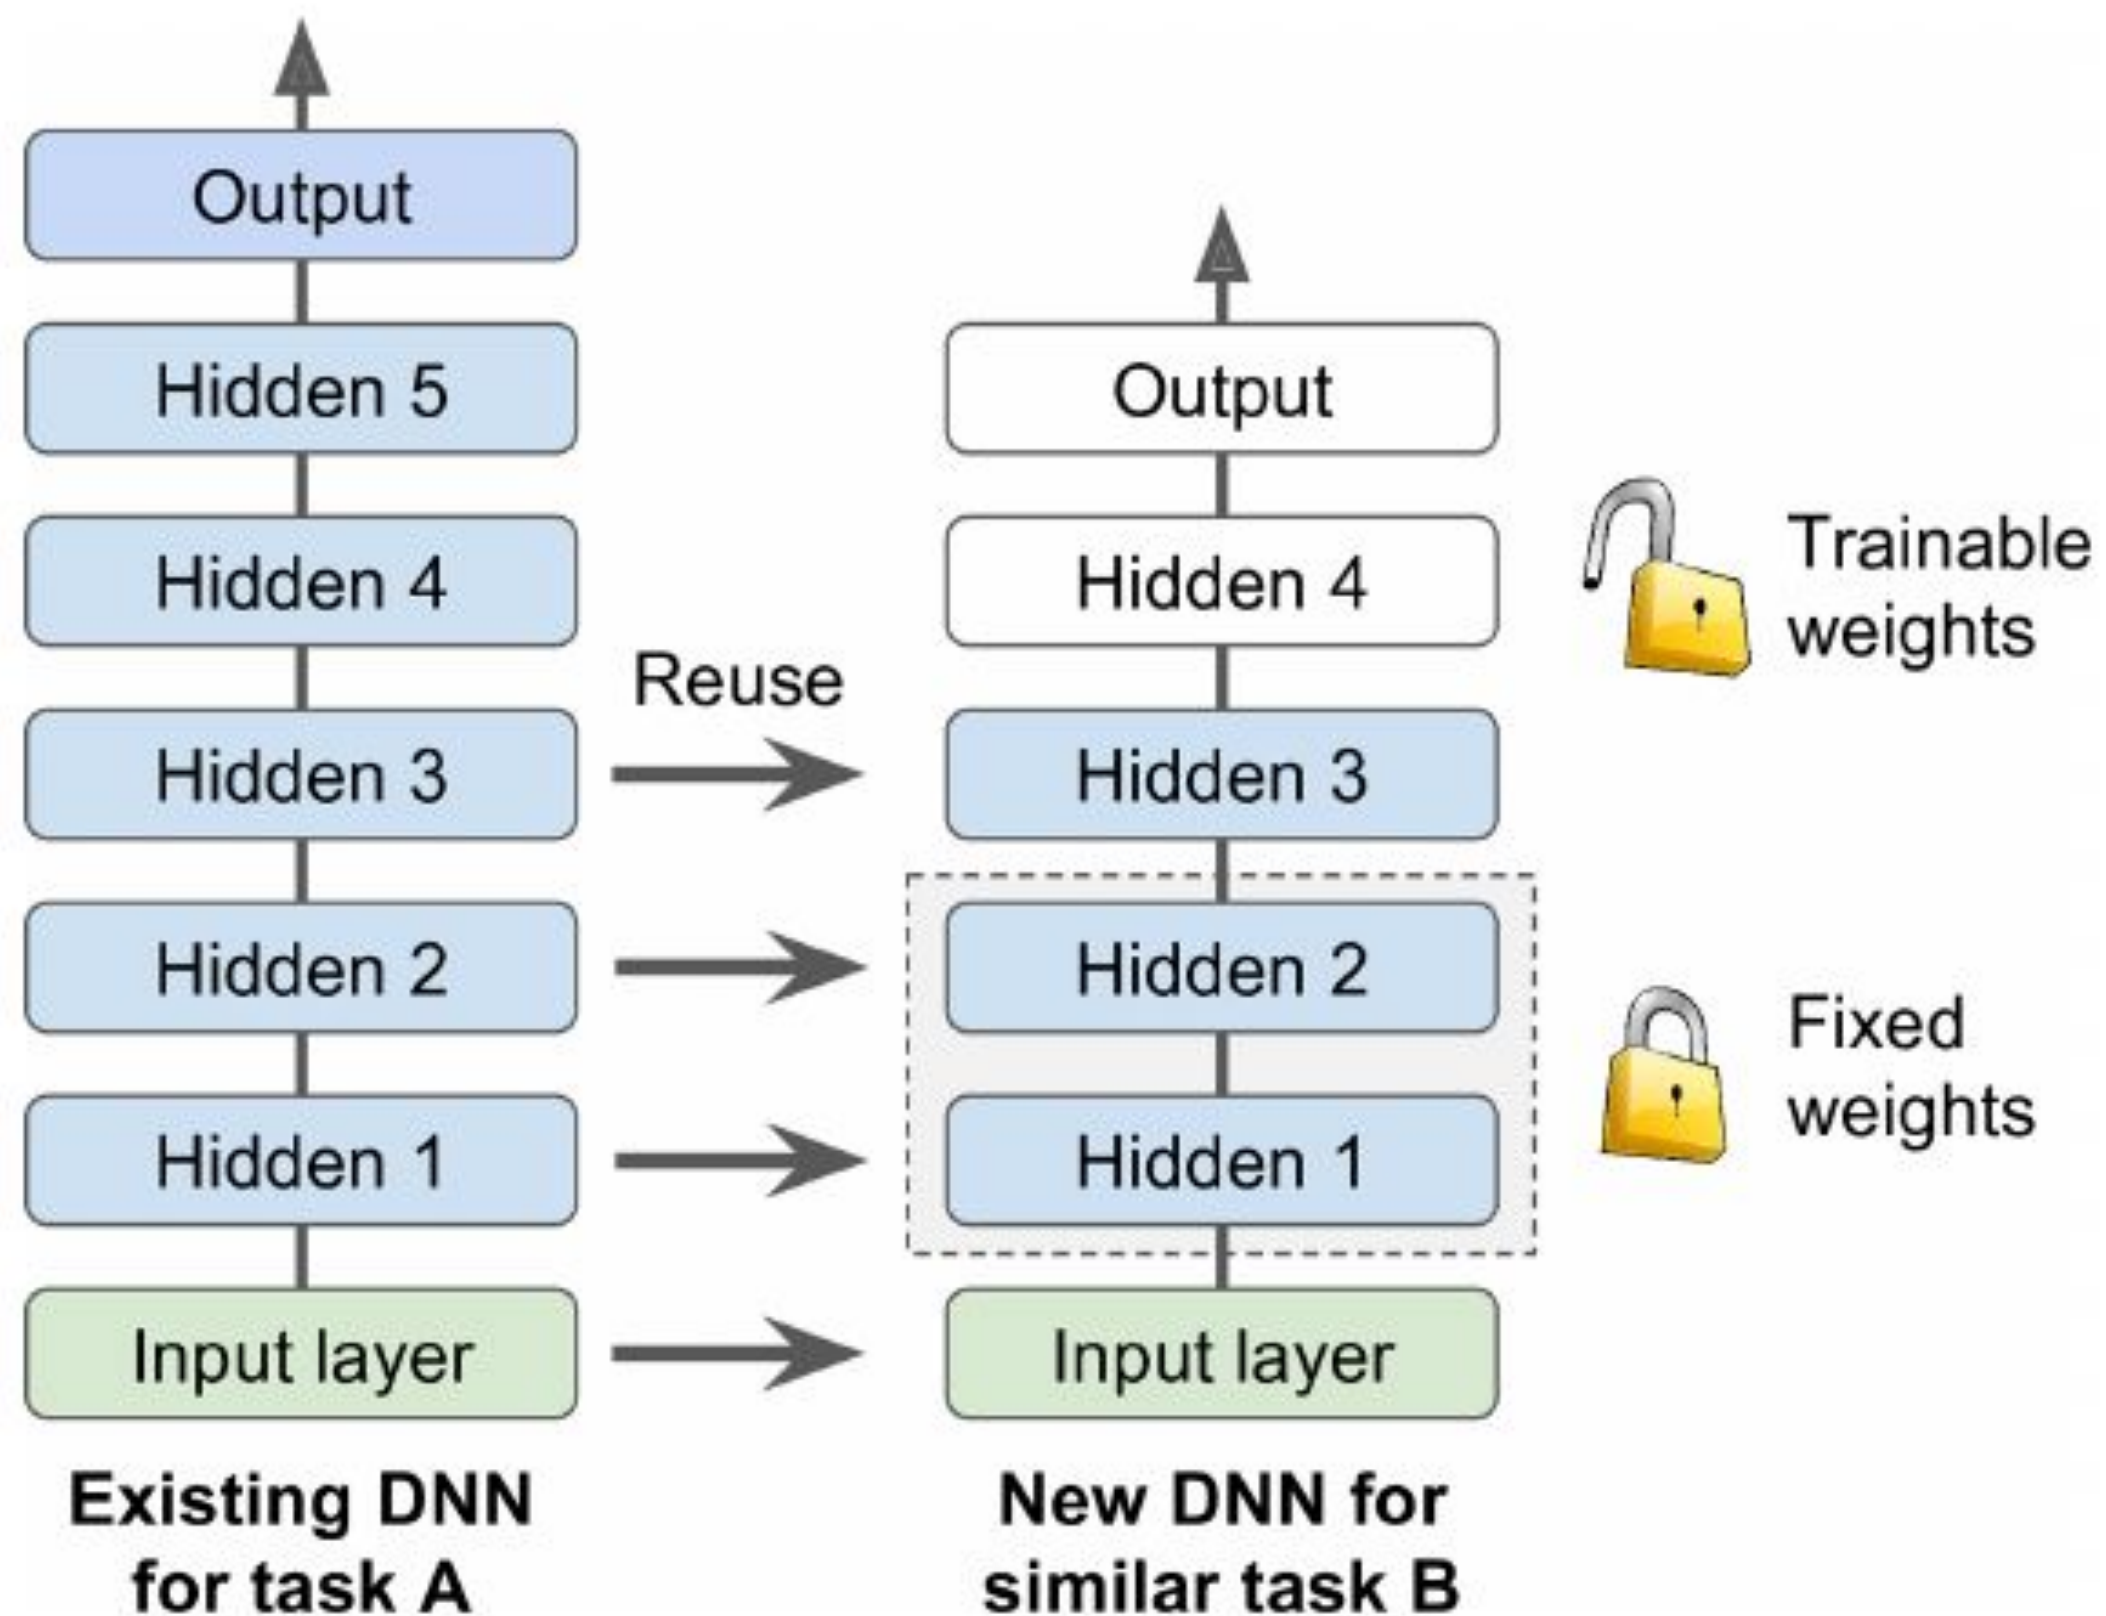 Output
Hidden 5
Hidden 4
Hidden 3
Hidden 2
Hidden 1
Input layer
Existing DNN
for task A
Reuse
Output
Hidden 4
Hidden 3
Hidden 2
Hidden 1
Input layer
New DNN for
similar task B
Trainable
weights
Fixed
weights